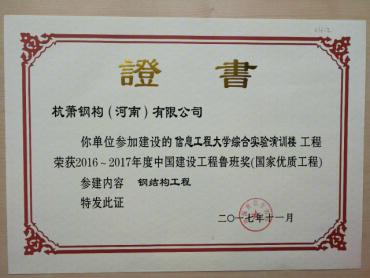 證書
杭萧钢构(河南)有限公司
你单位参加建设的 信息工程大学综合实验演训楼 工程
荣获2016～2017年度中国建设工程鲁班奖(国家优质工程)
参建内容 钢结构工程
特发此证
二〇一七年十一月